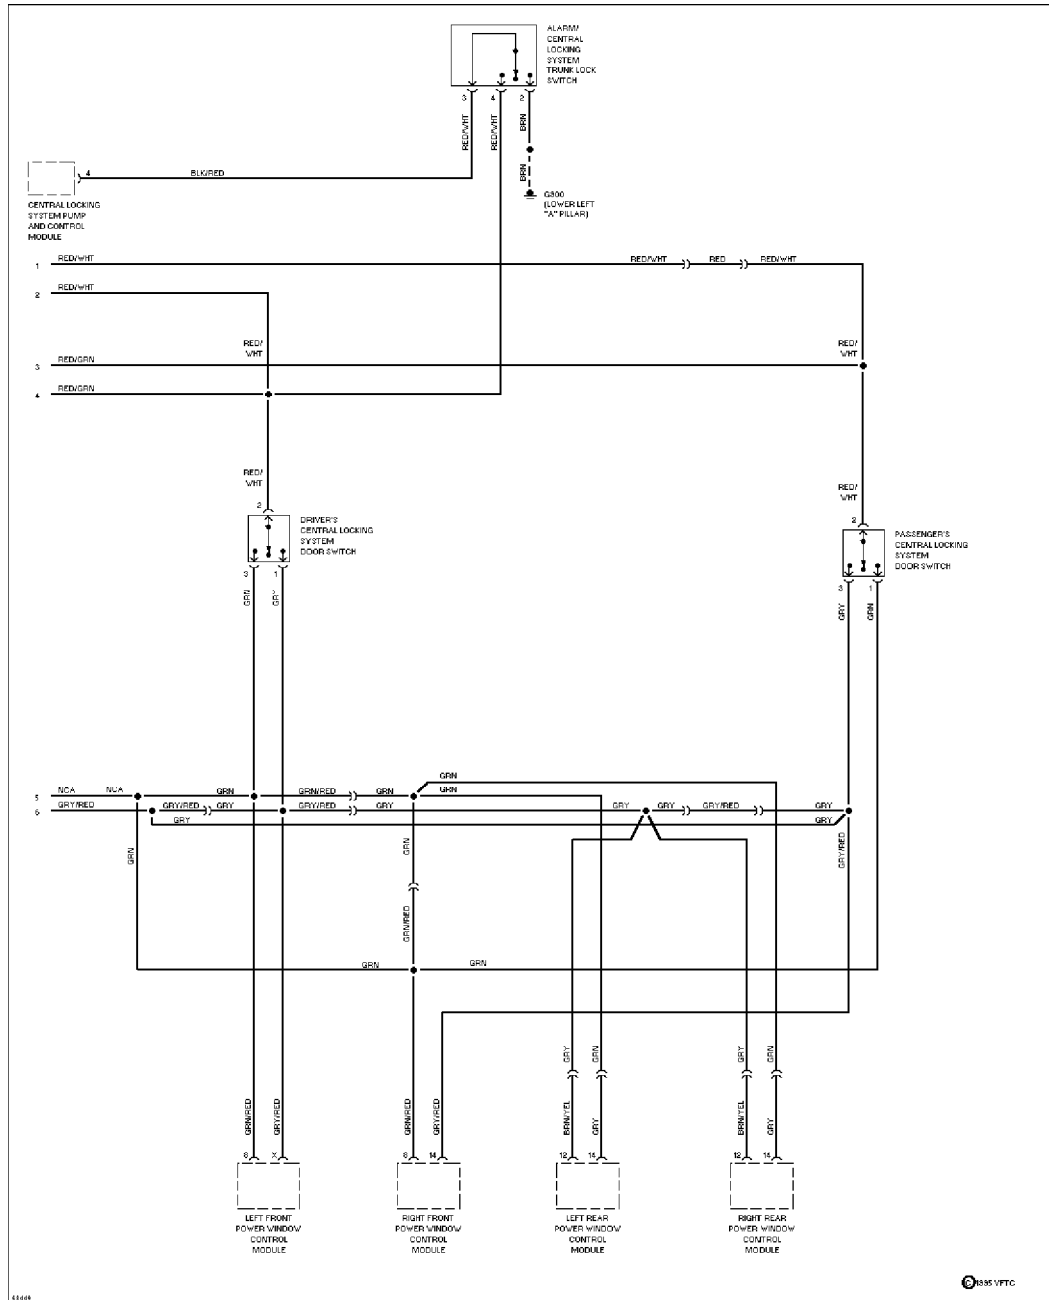 ALARM/
CENTRAL
LOCKING
SYSTEM
TRUNK LOCK
SWITCH
3 4 2
RED/WHT
RED/WHT
BRN
BRN
4
BLK/RED
G300
(LOWER LEFT
"A" PILLAR)
CENTRAL LOCKING
SYSTEM PUMP
AND CONTROL
MODULE
1 RED/WHT RED/WHT RED RED/WHT
2 RED/WHT
RED/
WHT
RED/
WHT
3 RED/GRN
4 RED/GRN
RED/
WHT
RED/
WHT
2
DRIVER'S
CENTRAL LOCKING
SYSTEM
DOOR SWITCH
2
PASSENGER'S
CENTRAL LOCKING
SYSTEM
DOOR SWITCH
3 1
GRN
GRY
3 1
GRY
GRN
GRN
5 NCA NCA GRN GRN/RED GRN GRN
6 GRY/RED GRY/RED GRY GRY/RED GRY GRY GRY GRY/RED GRY
GRY GRY
GRN
GRN
GRY/RED
GRN/RED
GRN GRN
GRY
GRN
GRY
GRN
GRN/RED
GRY/RED
GRN/RED
GRY/RED
BRN/YEL
GRY
BRN/YEL
GRY
8 X 8 14 12 14 12 14
LEFT FRONT
POWER WINDOW
CONTROL
MODULE
RIGHT FRONT
POWER WINDOW
CONTROL
MODULE
LEFT REAR
POWER WINDOW
CONTROL
MODULE
RIGHT REAR
POWER WINDOW
CONTROL
MODULE
© 1995 VFTC